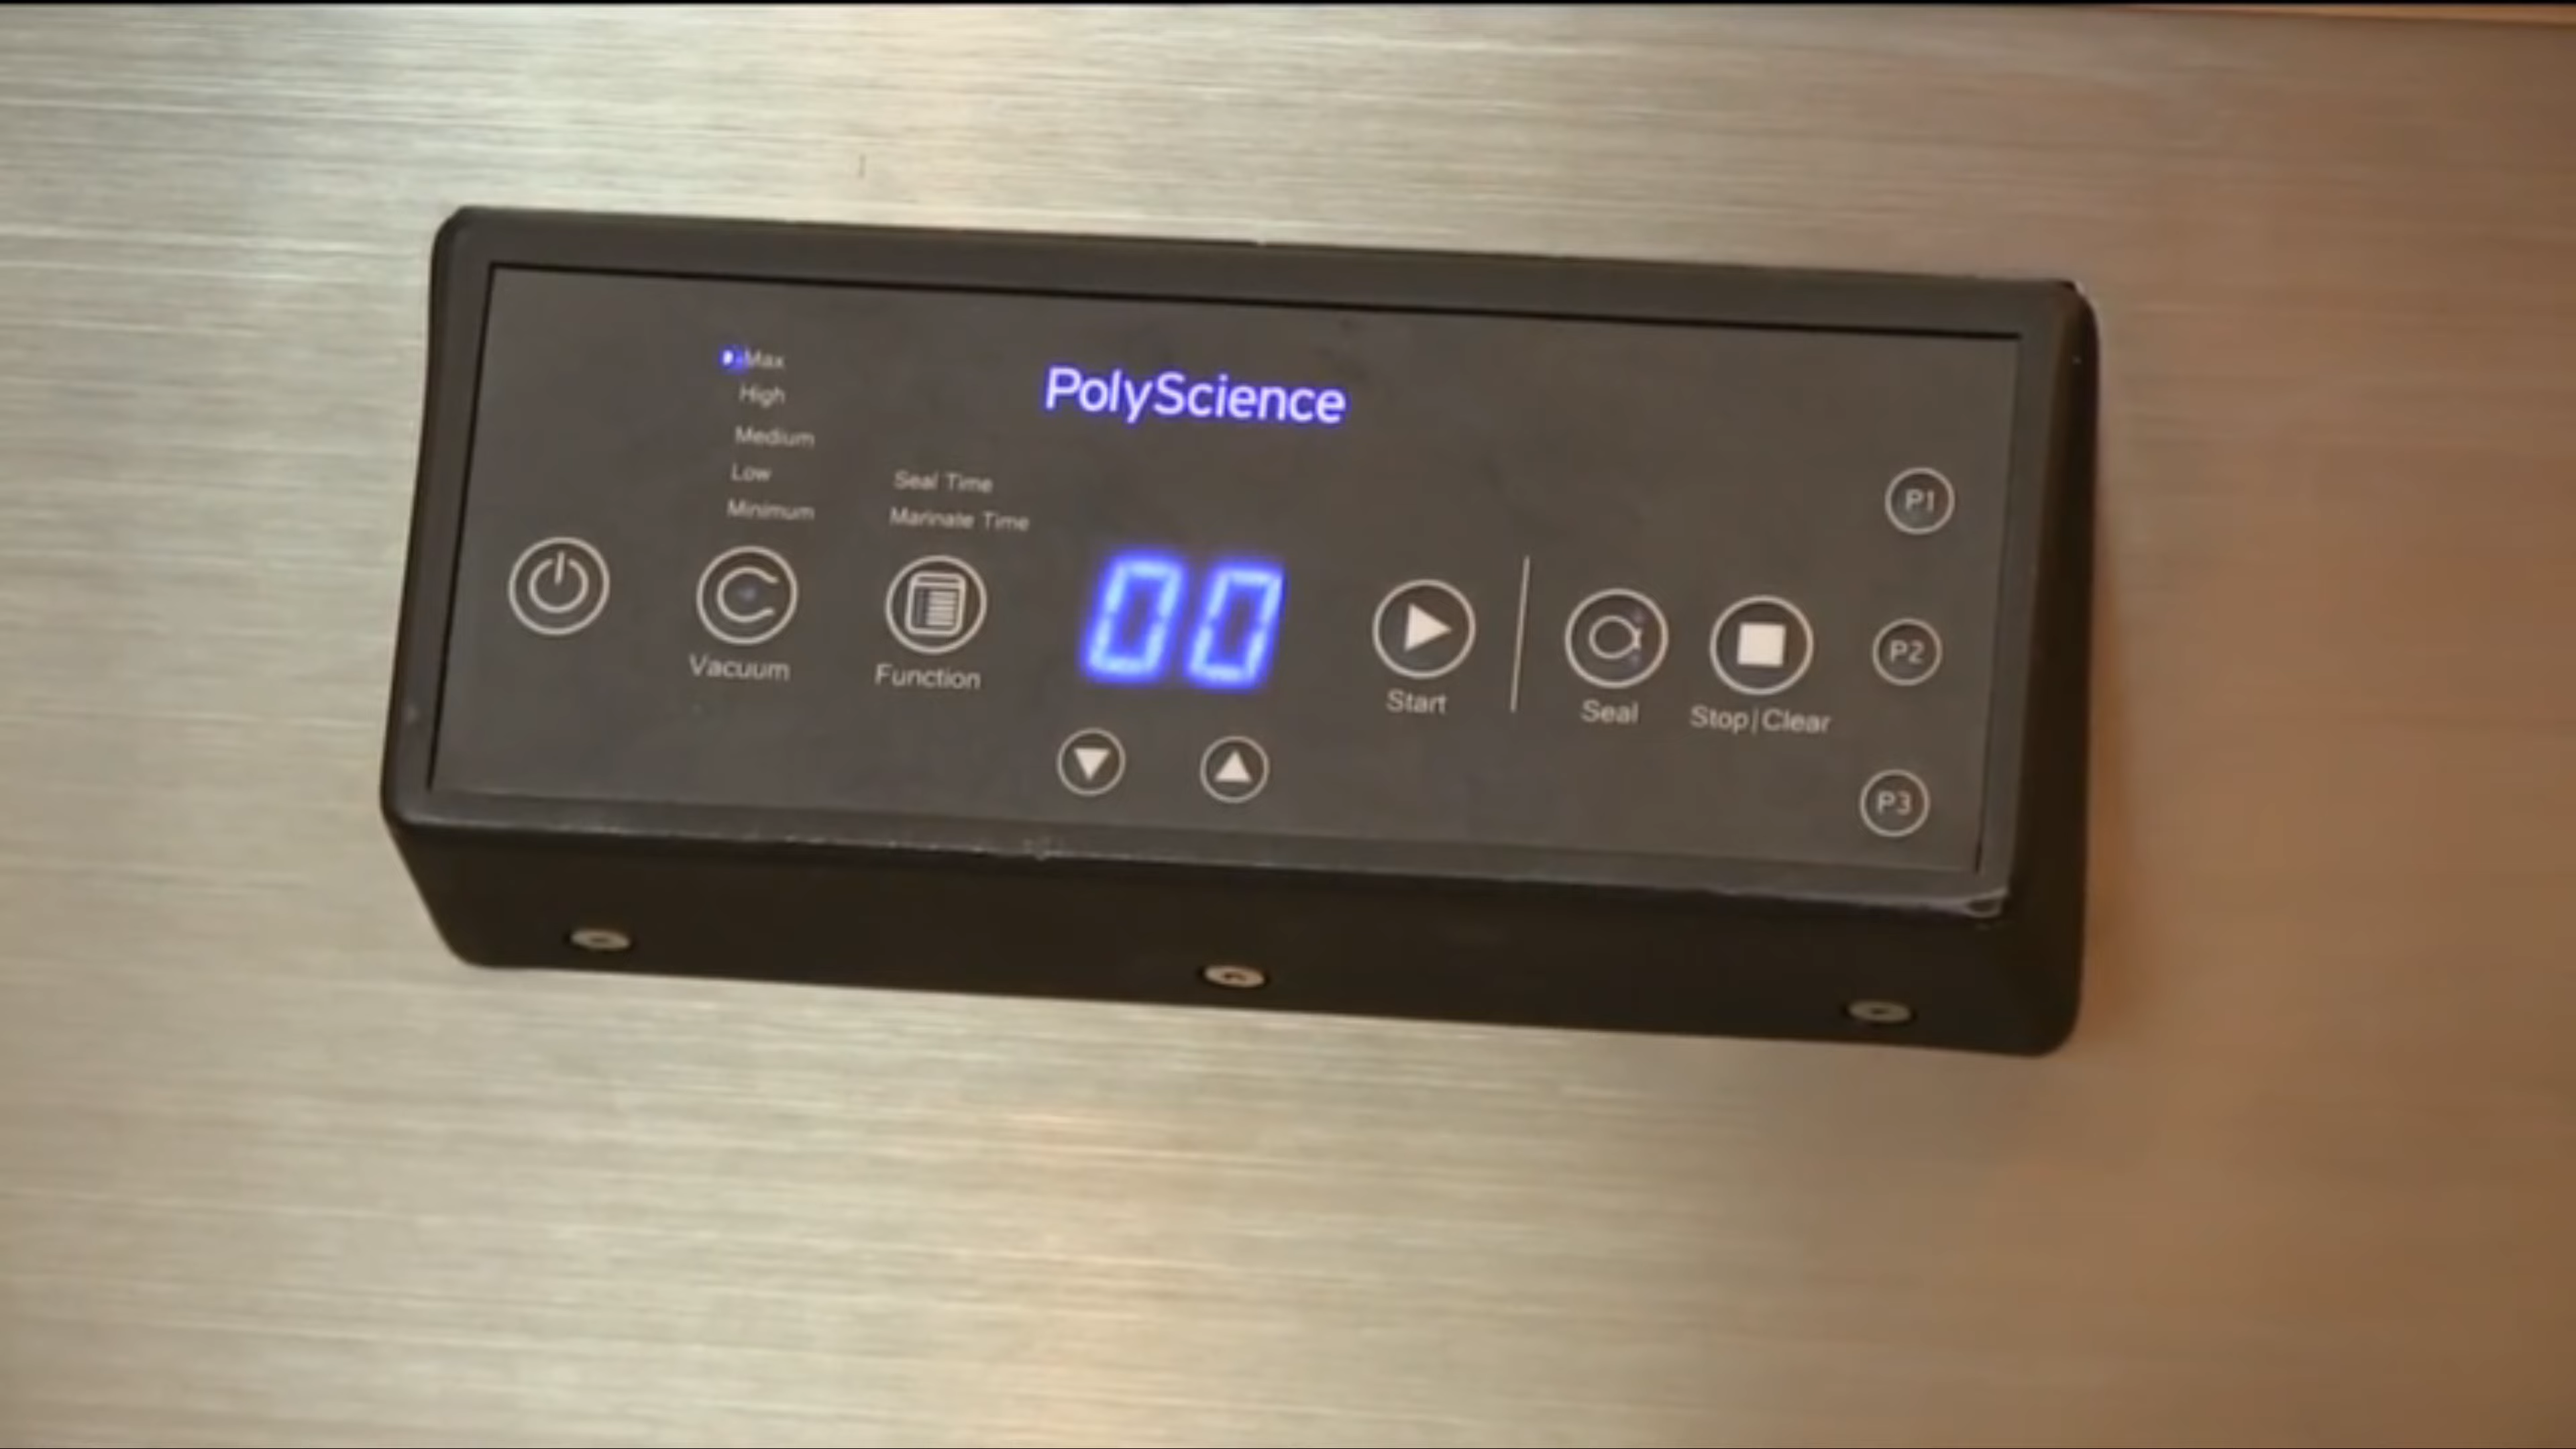 Max
High
Medium
Low
Minimum
PolyScience
Seal Time
Marinate Time
00
Vacuum
Function
Start
Seal
Stop|Clear
P1
P2
P3